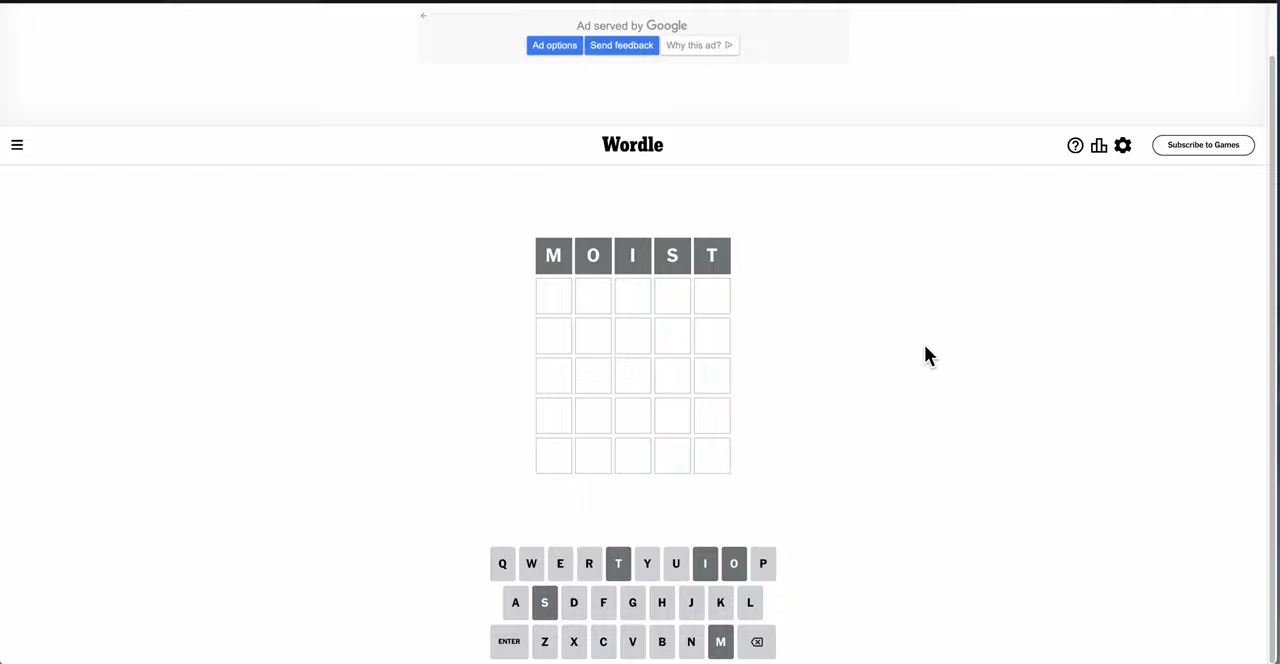 Ad served by Google
Ad options Send feedback Why this ad?
Wordle
Subscribe to Games
M O I S T
Q W E R T Y U I O P
A S D F G H J K L
ENTER Z X C V B N M